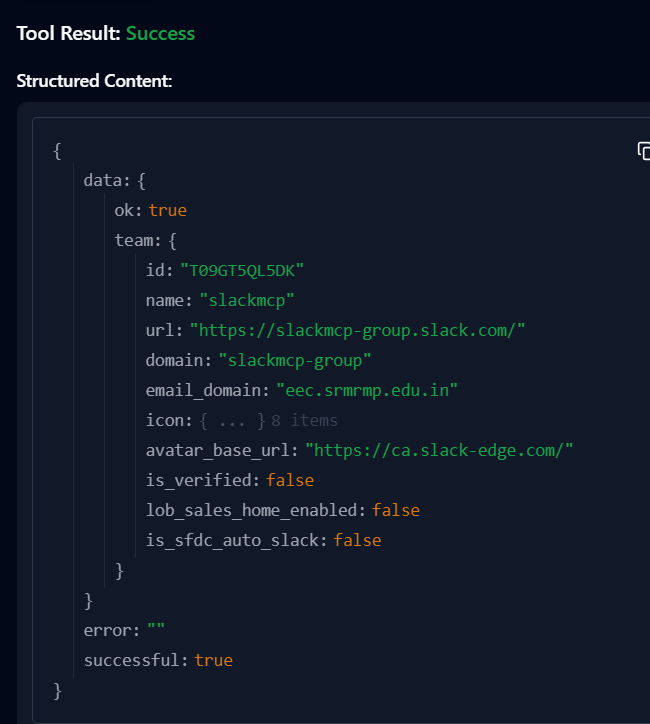 Tool Result: Success
Structured Content:
{
data: {
ok: true
team: {
id: "T09GT5QL5DK"
name: "slackmcp"
url: "https://slackmcp-group.slack.com/"
domain: "slackmcp-group"
email_domain: "eec.srmrmp.edu.in"
icon: { ... } 8 items
avatar_base_url: "https://ca.slack-edge.com/"
is_verified: false
lob_sales_home_enabled: false
is_sfdc_auto_slack: false
}
}
error: ""
successful: true
}